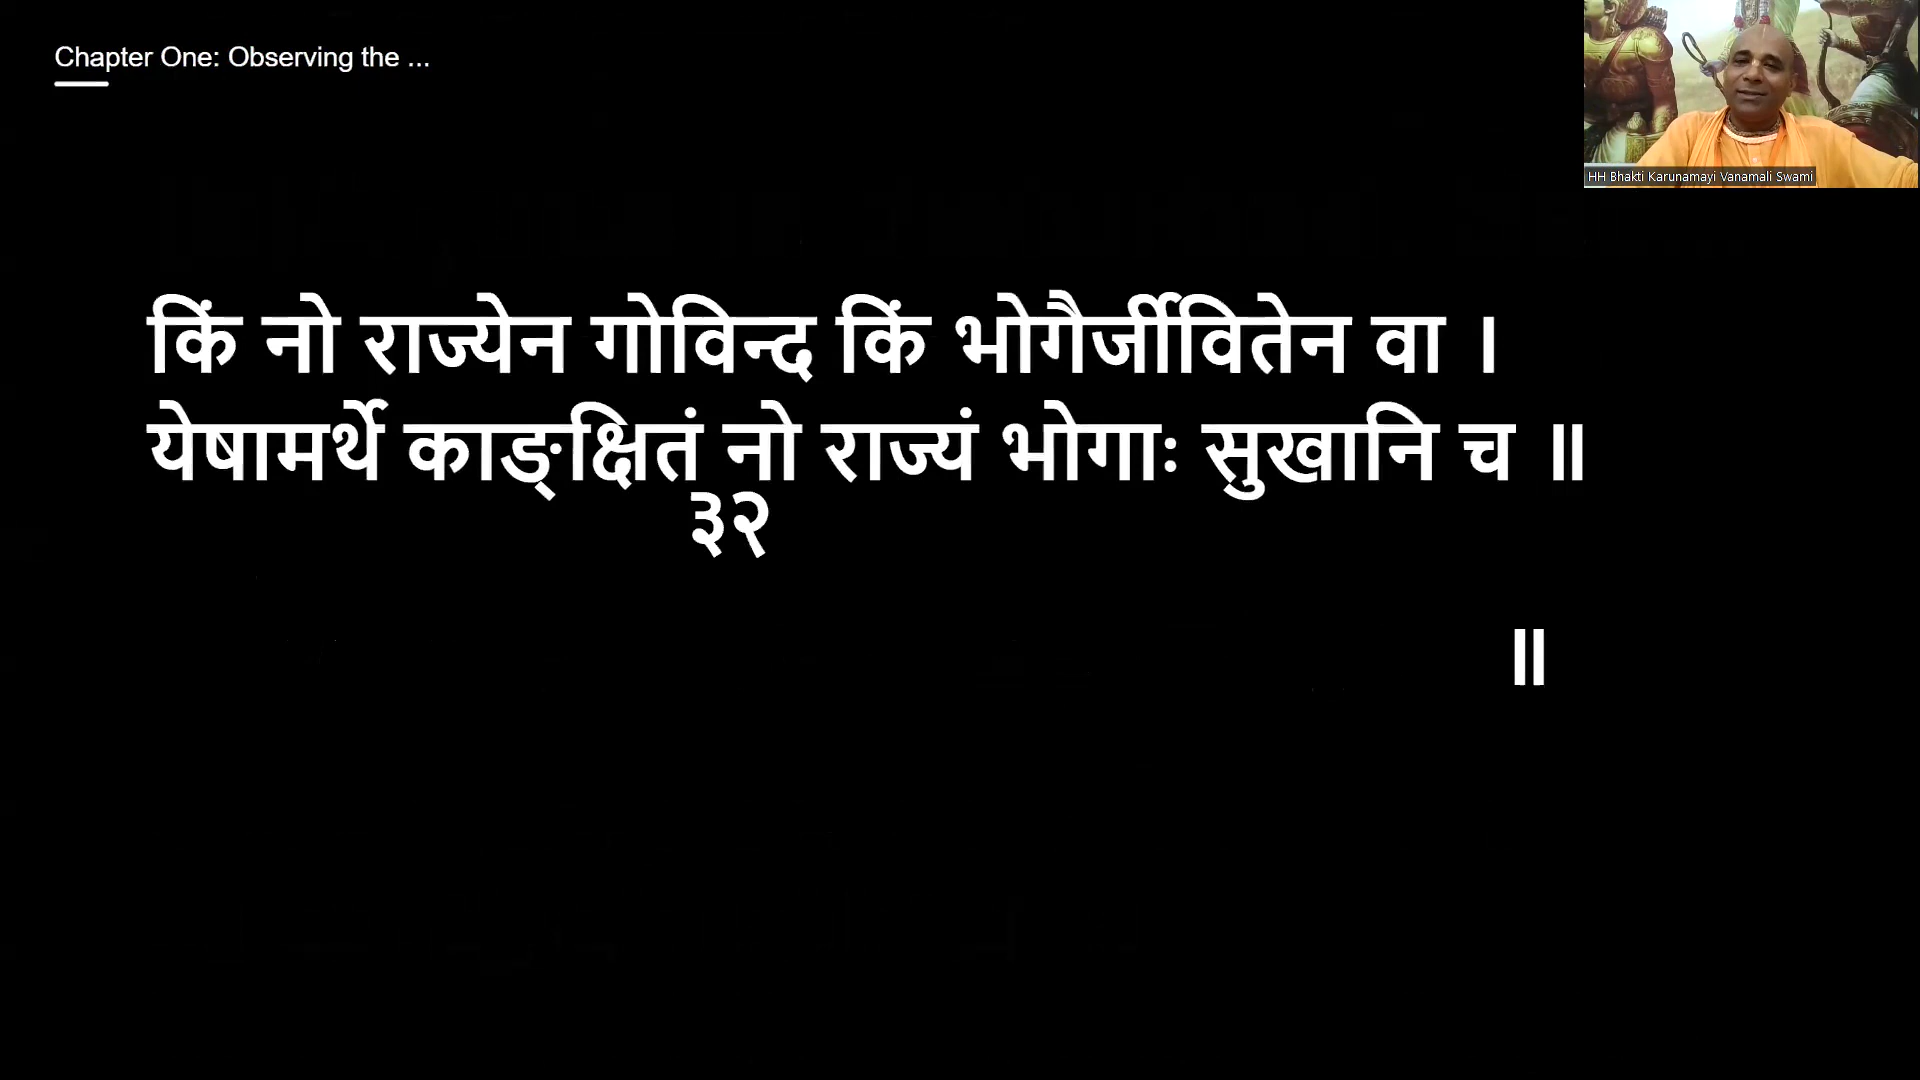 Chapter One: Observing the ...
HH Bhakti Karunamayi Vanamali Swami
किं नो राज्येन गोविन्द किं भोगैर्जीवितेन वा ।
येषामर्थे काङ्क्षितं नो राज्यं भोगाः सुखानि च ॥
३२
॥